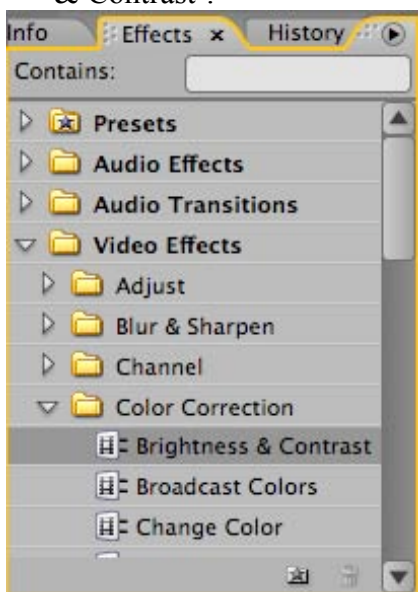 & Contrast".
Info Effects x History
Contains:
Presets
Audio Effects
Audio Transitions
Video Effects
Adjust
Blur & Sharpen
Channel
Color Correction
Brightness & Contrast
Broadcast Colors
Change Color